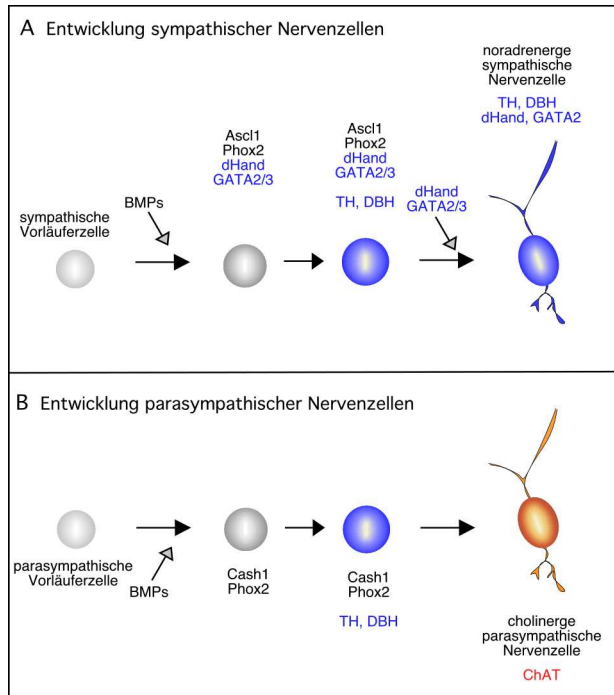 A Entwicklung sympathischer Nervenzellen
noradrenerge
sympathische
Nervenzelle
TH, DBH
dHand, GATA2
Ascl1
Phox2
dHand
GATA2/3
Ascl1
Phox2
dHand
GATA2/3
TH, DBH
dHand
GATA2/3
BMPs
sympathische
Vorläuferzelle
B Entwicklung parasympathischer Nervenzellen
parasympathische
Vorläuferzelle
BMPs
Cash1
Phox2
Cash1
Phox2
TH, DBH
cholinerge
parasympathische
Nervenzelle
ChAT